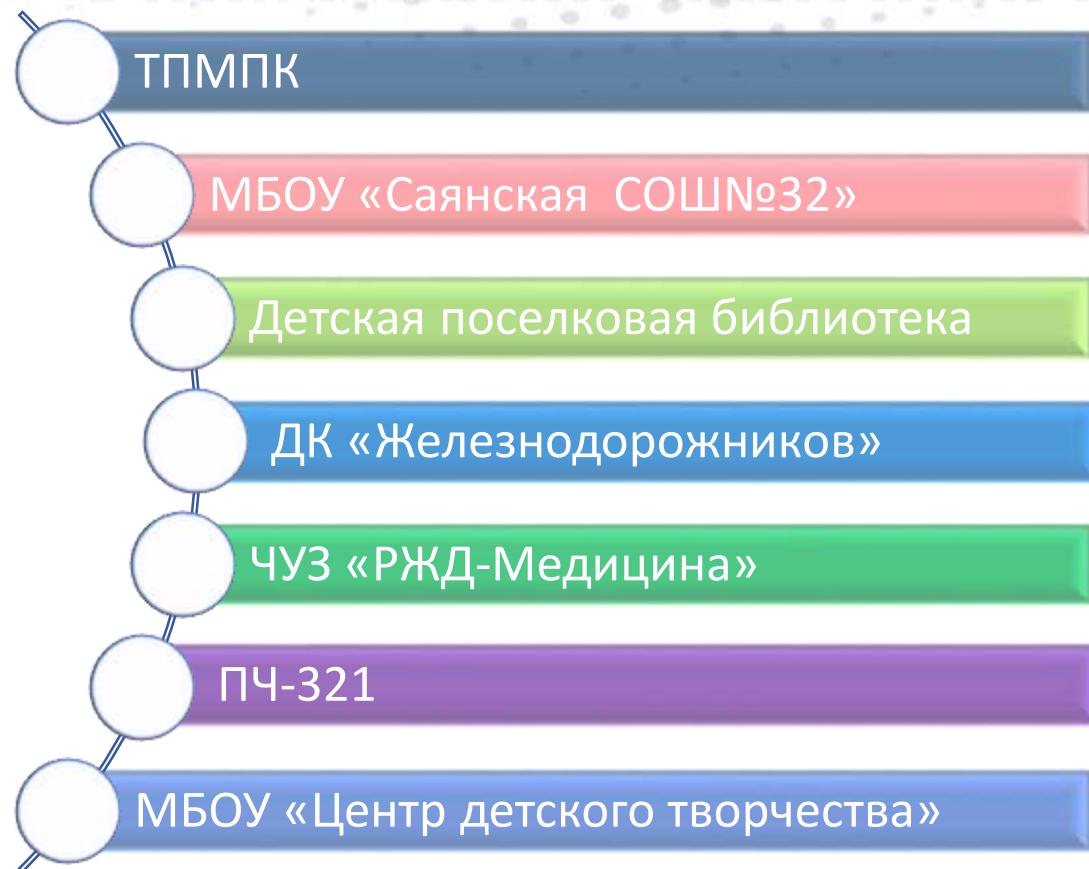 ТПМПК
МБОУ «Саянская  СОШ№32»
Детская поселковая библиотека
ДК «Железнодорожников»
ЧУЗ «РЖД-Медицина»
ПЧ-321
МБОУ «Центр детского творчества»